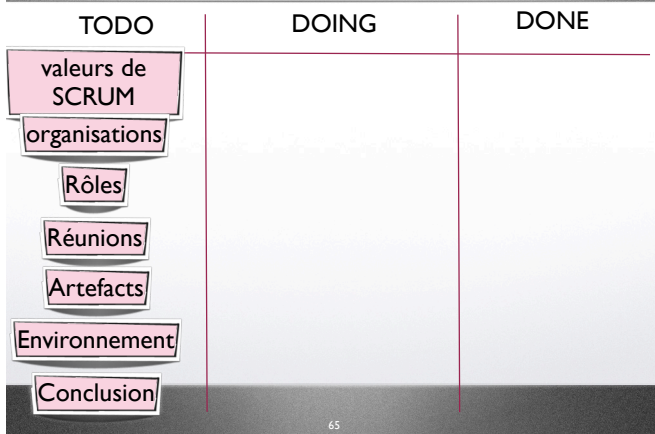 TODO
DOING
DONE
valeurs de
SCRUM
organisations
Rôles
Réunions
Artefacts
Environnement
Conclusion
65